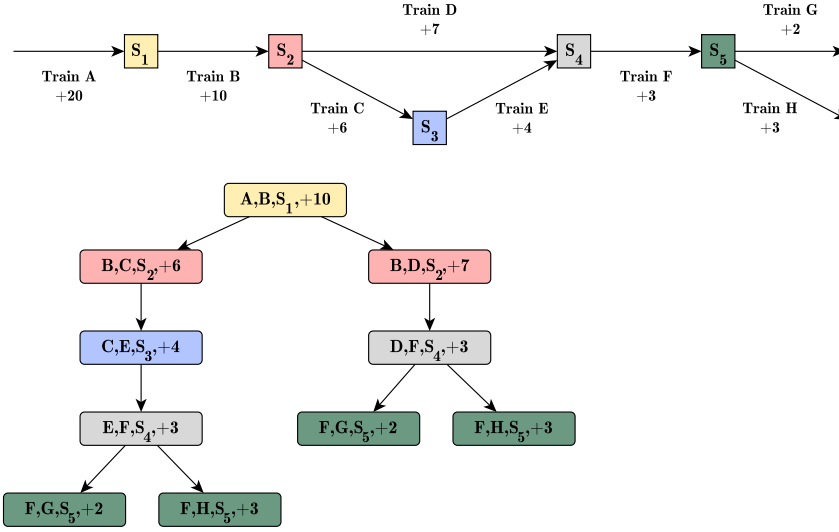 Train D
+7
Train G
+2
S₁
S₂
S₄
S₅
Train A
+20
Train B
+10
Train C
+6
S₃
Train E
+4
Train F
+3
Train H
+3
A,B,S₁,+10
B,C,S₂,+6
B,D,S₂,+7
C,E,S₃,+4
D,F,S₄,+3
E,F,S₄,+3
F,G,S₅,+2
F,H,S₅,+3
F,G,S₅,+2
F,H,S₅,+3